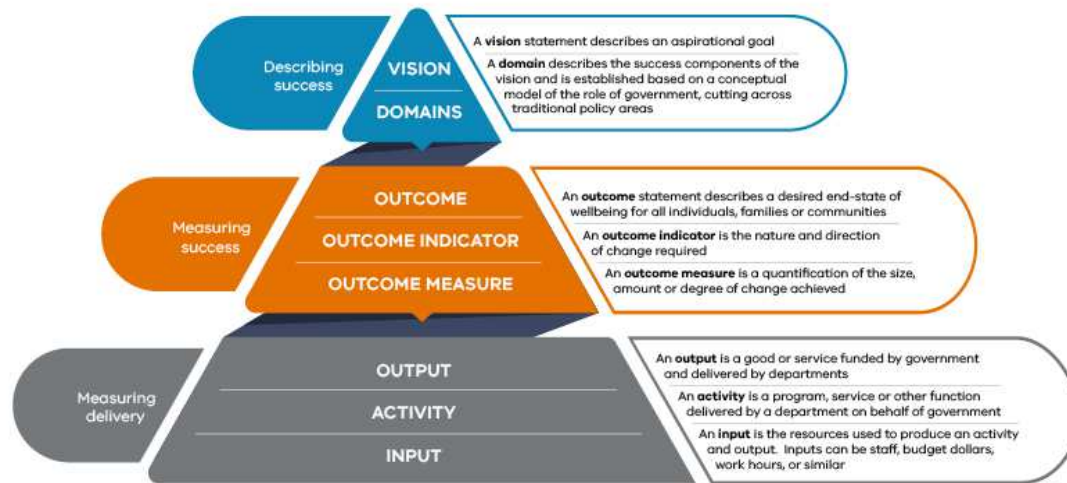 Describing
success
VISION
DOMAINS
A vision statement describes an aspirational goal
A domain describes the success components of the
vision and is established based on a conceptual
model of the role of government, cutting across
traditional policy areas
Measuring
success
OUTCOME
OUTCOME INDICATOR
OUTCOME MEASURE
An outcome statement describes a desired end-state of
wellbeing for all individuals, families or communities
An outcome indicator is the nature and direction
of change required
An outcome measure is a quantification of the size,
amount or degree of change achieved
Measuring
delivery
OUTPUT
ACTIVITY
INPUT
An output is a good or service funded by government
and delivered by departments
An activity is a program, service or other function
delivered by a department on behalf of government
An input is the resources used to produce an activity
and output. Inputs can be staff, budget dollars,
work hours, or similar